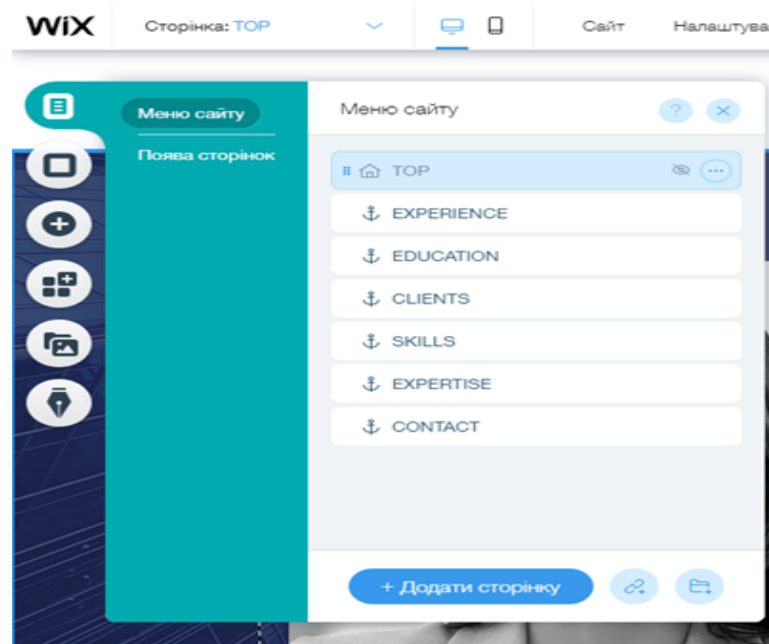 WiX Сторінка: TOP Сайт Налаштува
Меню сайту
Поява сторінок
Меню сайту ?
TOP
EXPERIENCE
EDUCATION
CLIENTS
SKILLS
EXPERTISE
CONTACT
+ Додати сторінку